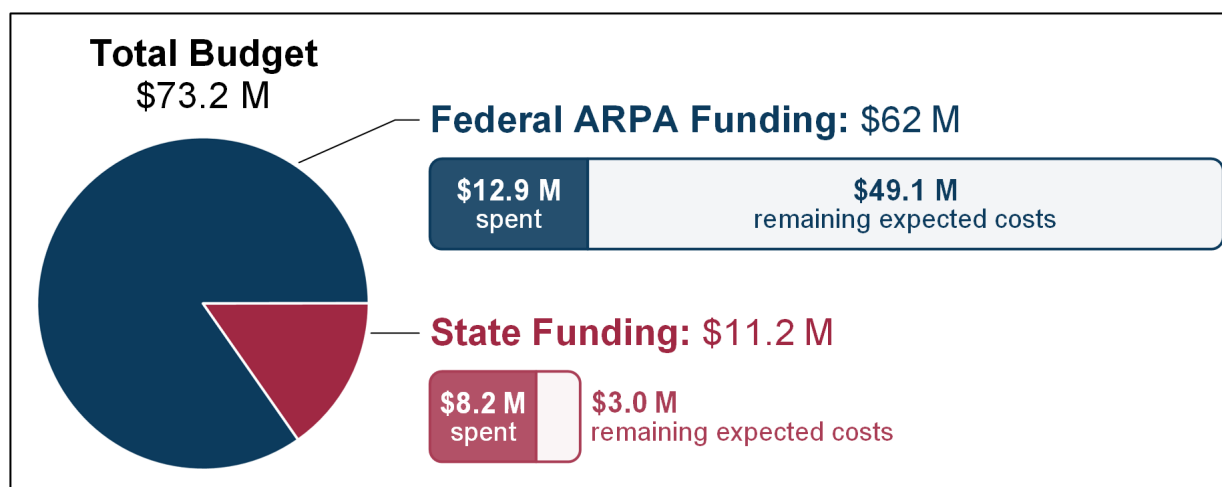 Total Budget
$73.2 M
Federal ARPA Funding: $62 M
$12.9 M
spent
$49.1 M
remaining expected costs
State Funding: $11.2 M
$8.2 M
spent
$3.0 M
remaining expected costs